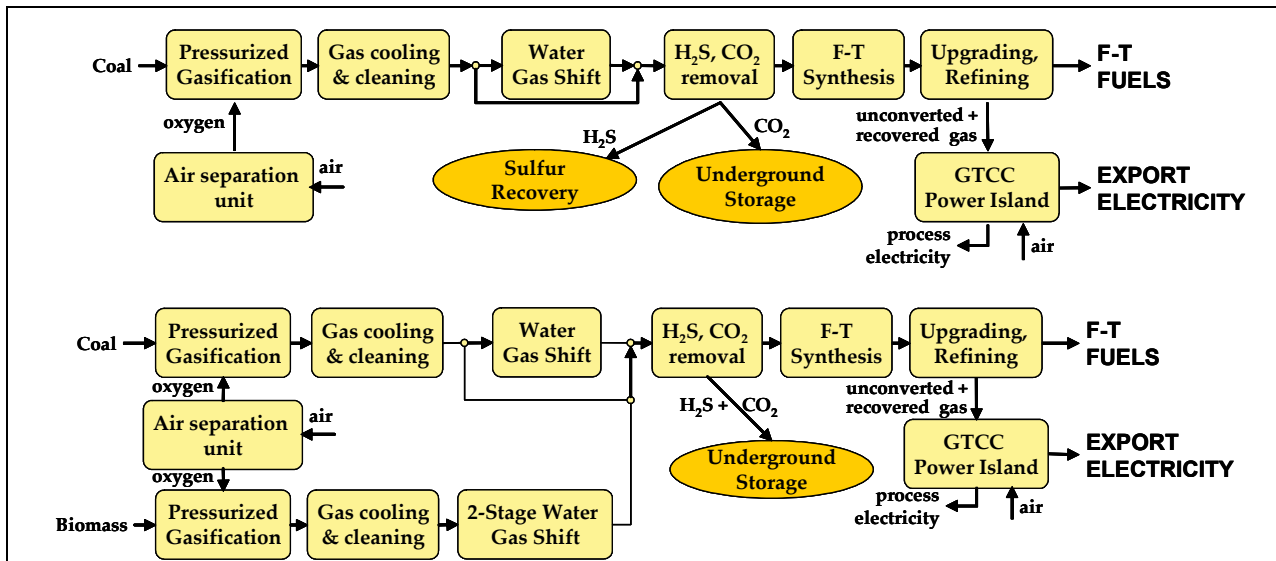 Coal
Pressurized
Gasification
Gas cooling
& cleaning
Water
Gas Shift
H₂S, CO₂
removal
F-T
Synthesis
Upgrading,
Refining
F-T
FUELS
oxygen
Air separation
unit
air
H₂S
CO₂
Sulfur
Recovery
Underground
Storage
unconverted +
recovered gas
GTCC
Power Island
EXPORT
ELECTRICITY
process
electricity
air
Coal
Pressurized
Gasification
Gas cooling
& cleaning
Water
Gas Shift
H₂S, CO₂
removal
F-T
Synthesis
Upgrading,
Refining
F-T
FUELS
oxygen
Air separation
unit
air
oxygen
H₂S + CO₂
Underground
Storage
unconverted +
recovered gas
GTCC
Power Island
EXPORT
ELECTRICITY
process
electricity
air
Biomass
Pressurized
Gasification
Gas cooling
& cleaning
2-Stage Water
Gas Shift